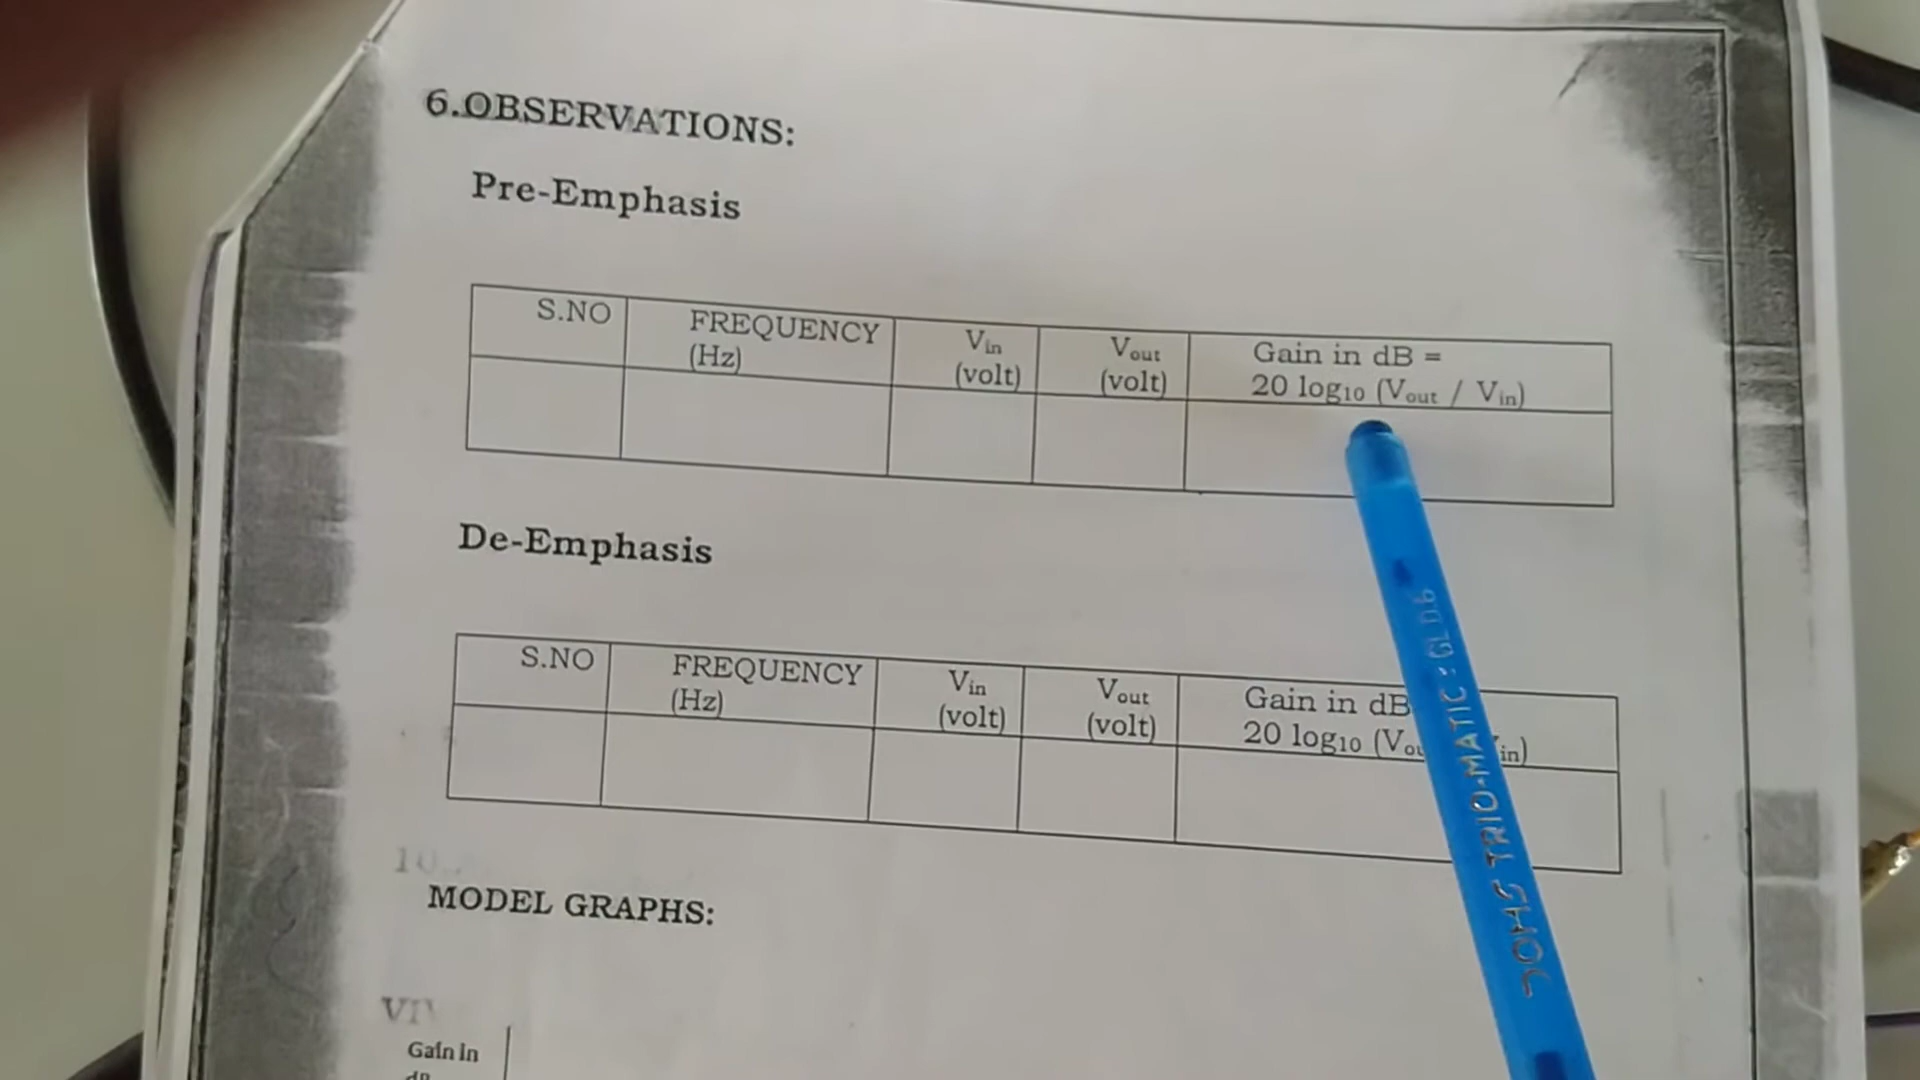 6.OBSERVATIONS:
Pre-Emphasis
S.NO
FREQUENCY
(Hz)
Vin
(volt)
Vout
(volt)
Gain in dB =
20 log10 (Vout / Vin)
De-Emphasis
S.NO
FREQUENCY
(Hz)
Vin
(volt)
Vout
(volt)
Gain in dB
20 log10 (Vou in)
MODEL GRAPHS:
Gain in
JOHS TRIO-MATIC : GL 06